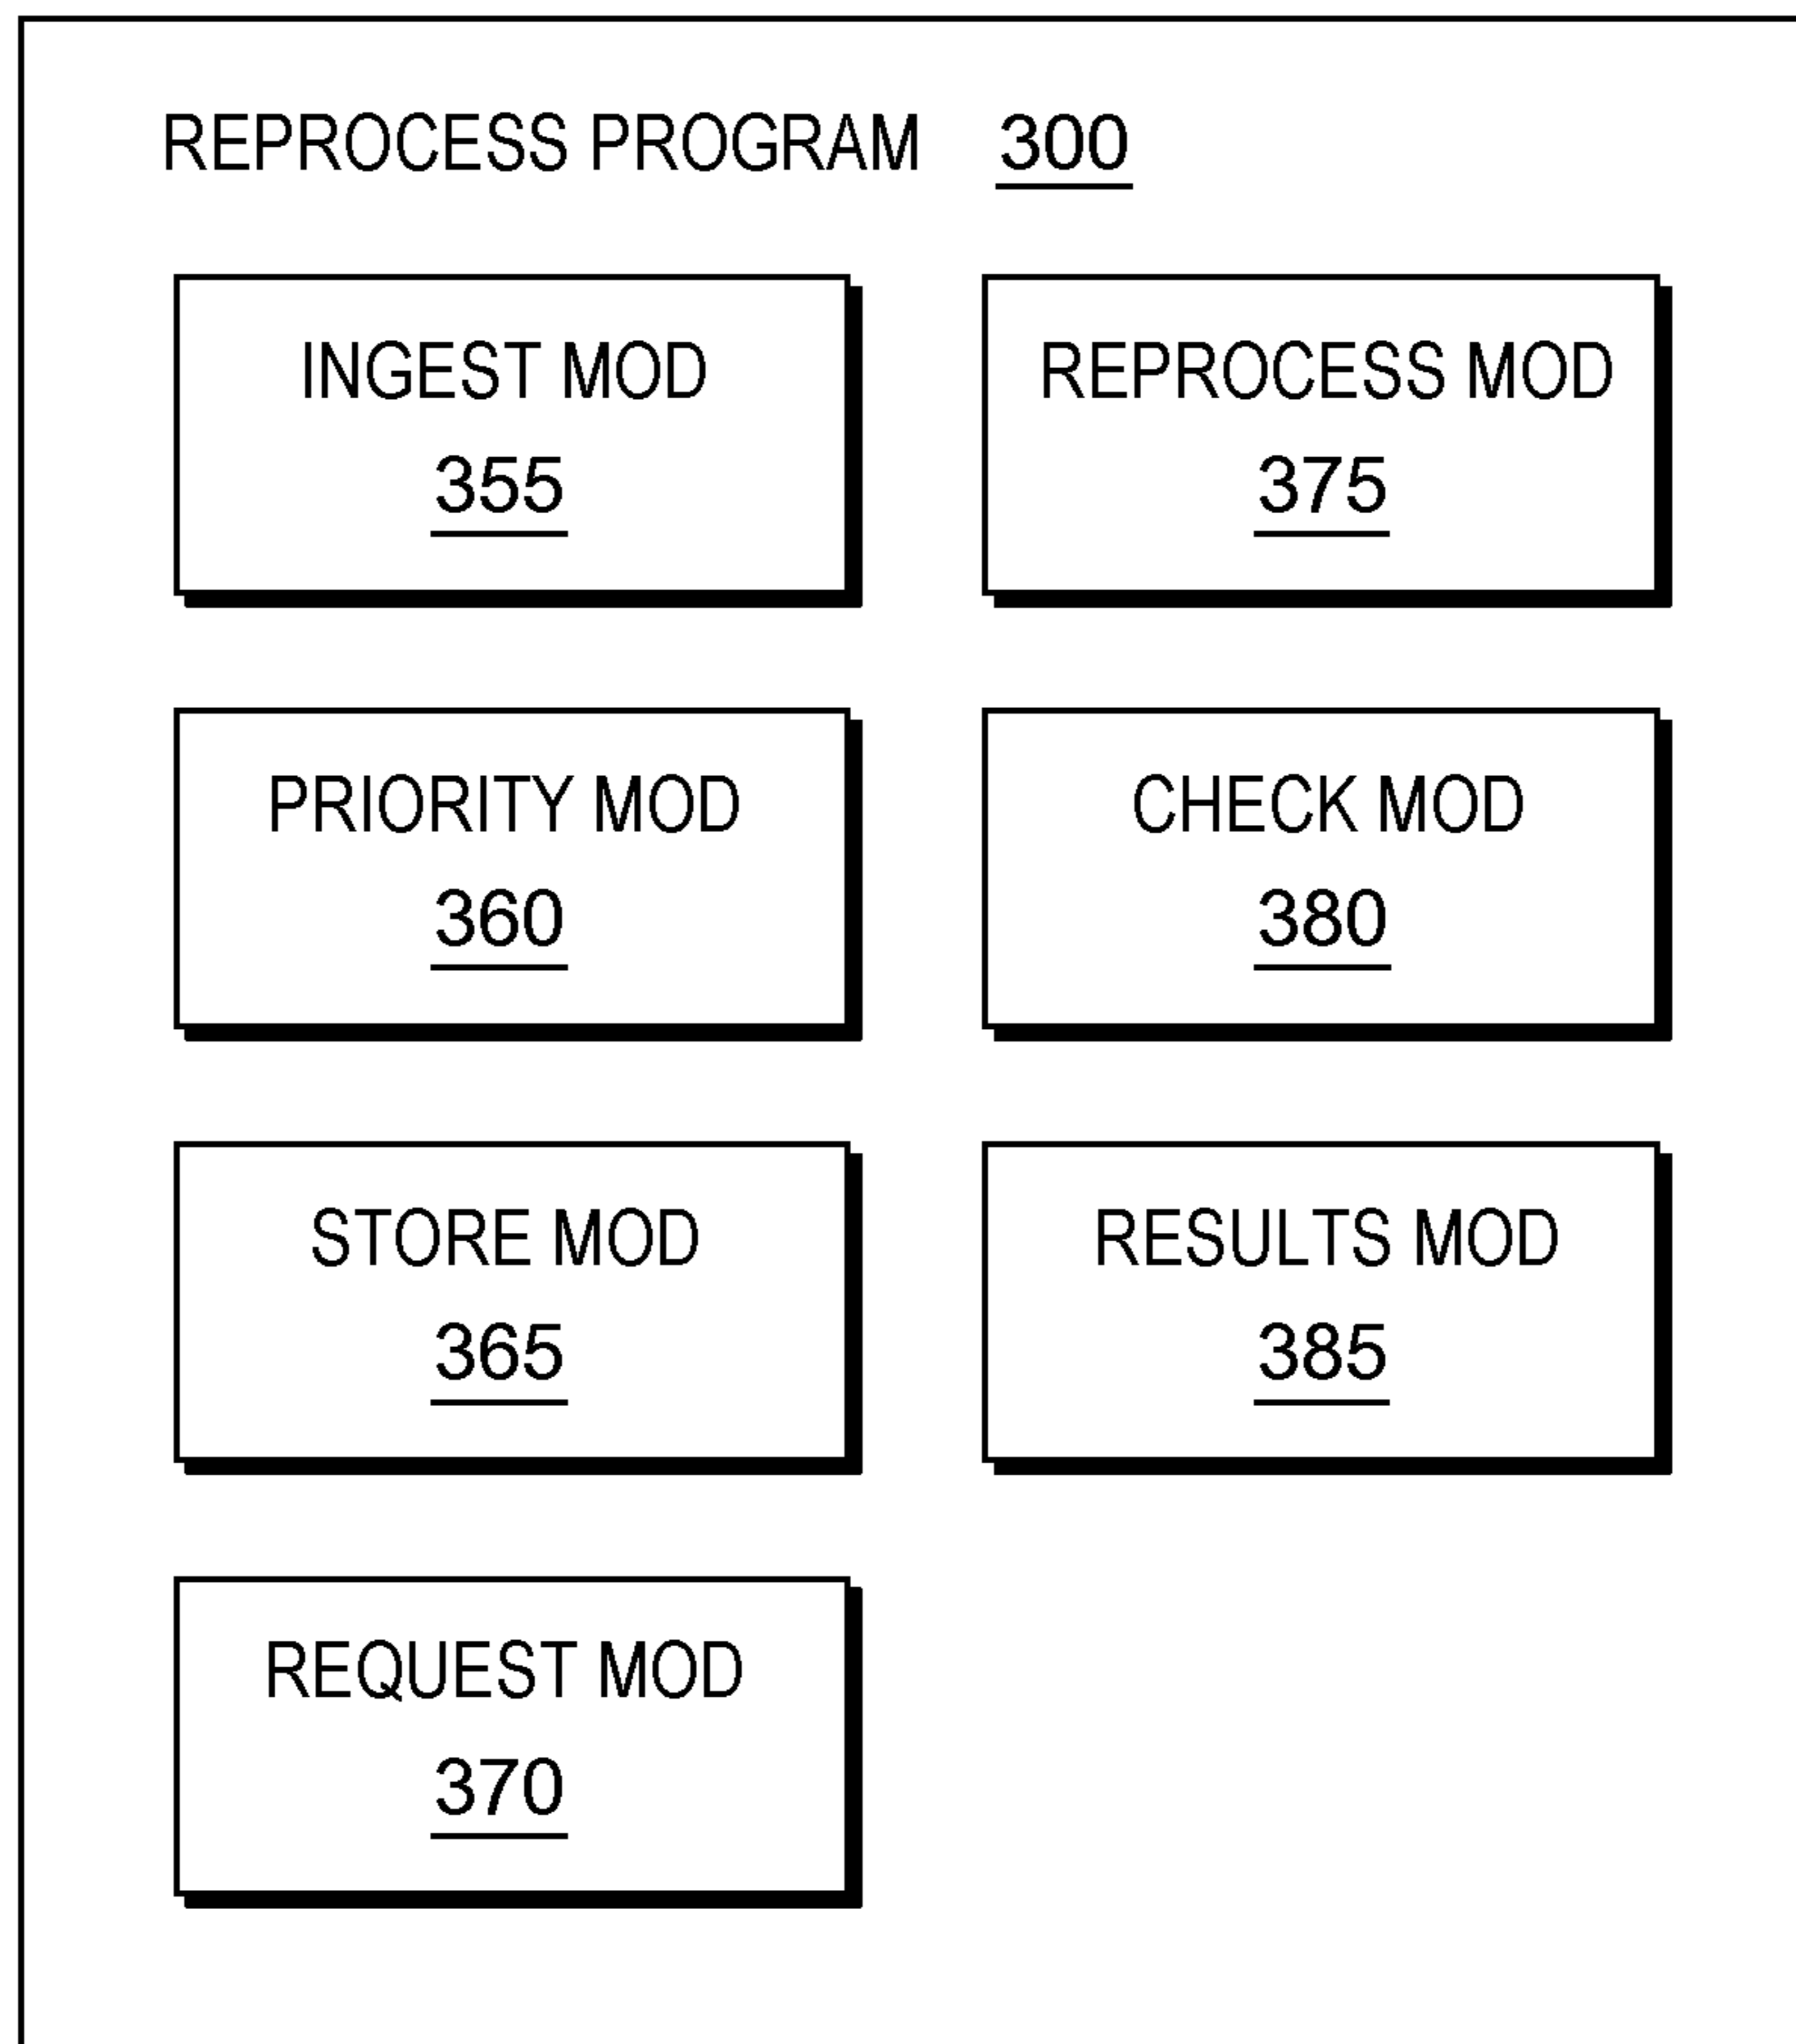 REPROCESS PROGRAM 300
INGEST MOD
355
REPROCESS MOD
375
PRIORITY MOD
360
CHECK MOD
380
STORE MOD
365
RESULTS MOD
385
REQUEST MOD
370